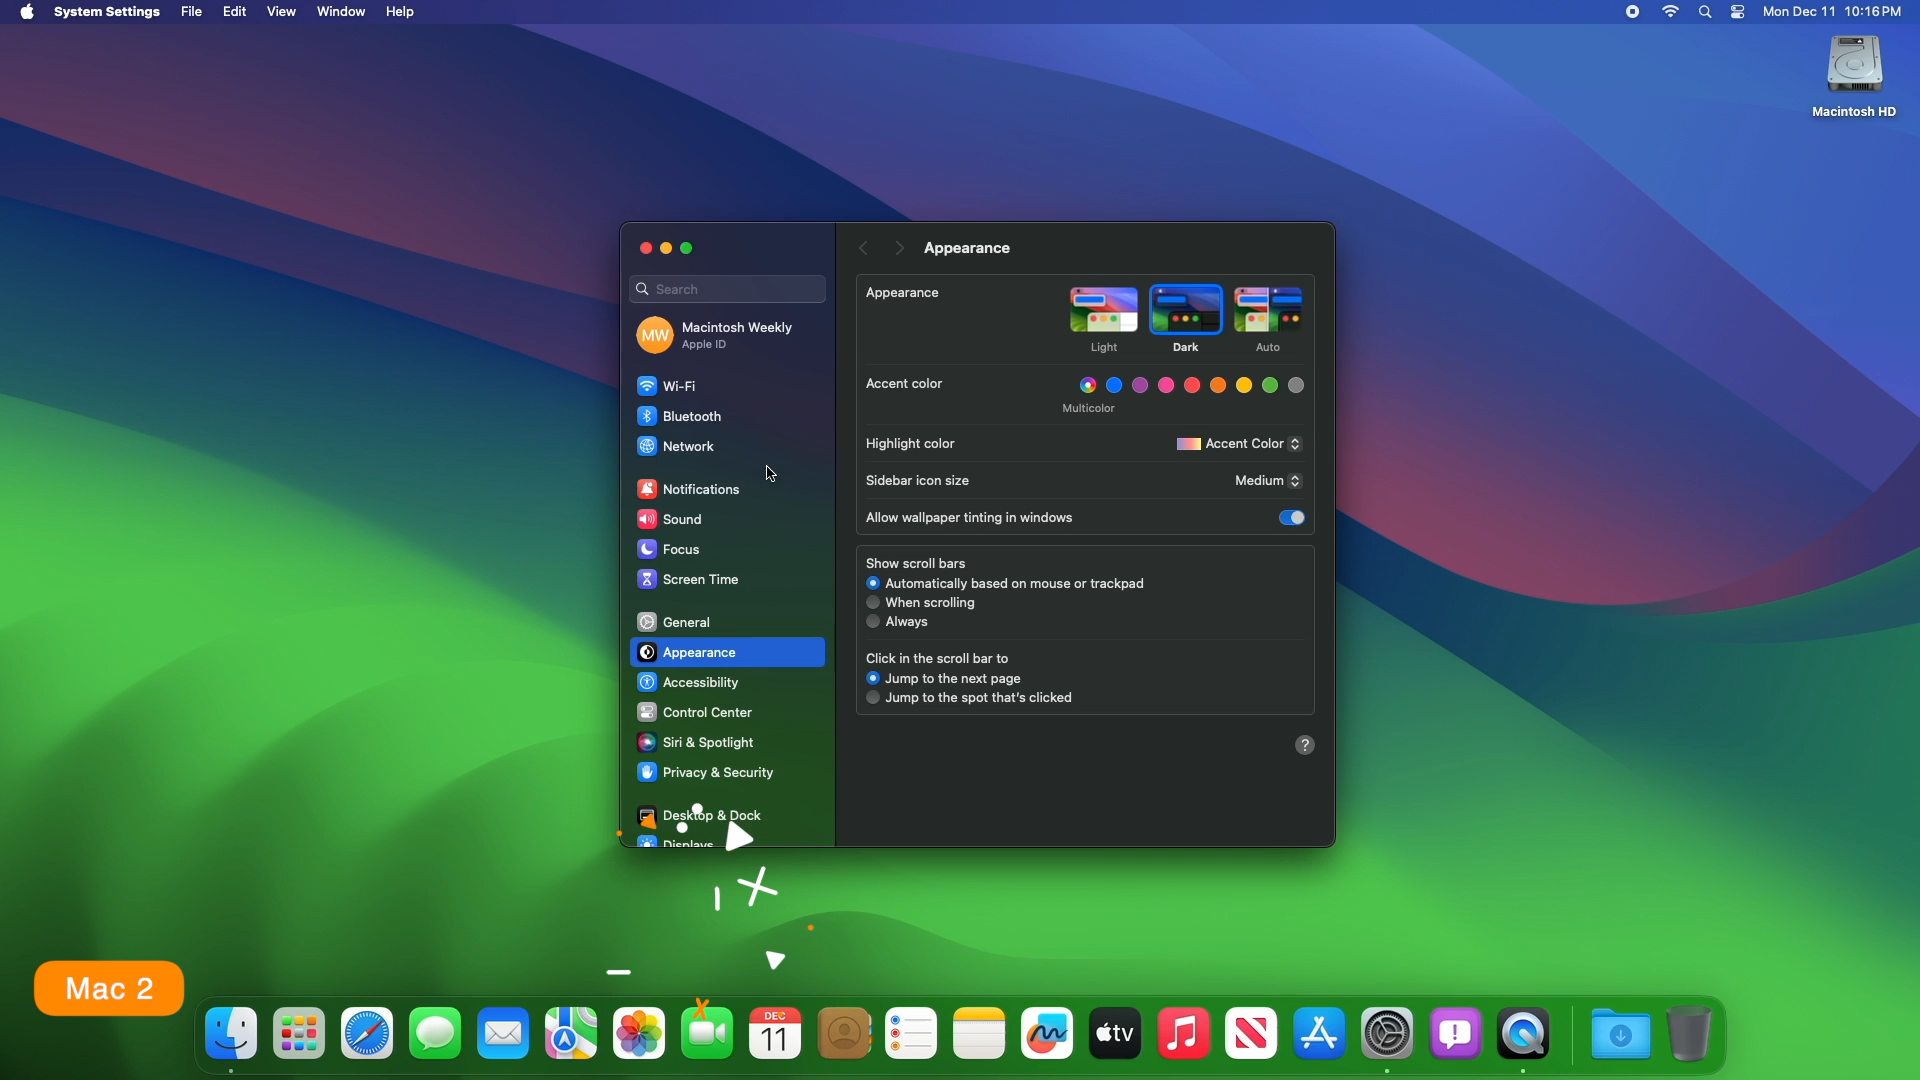 System Settings File Edit View Window Help Mon Dec 11 10:16 PM
Macintosh HD
Search
MW
Macintosh Weekly
Apple ID
Wi-Fi
Bluetooth
Network
Notifications
Sound
Focus
Screen Time
General
Appearance
Accessibility
Control Center
Siri & Spotlight
Privacy & Security
Desktop & Dock
Displays
Appearance
Appearance
Light Dark Auto
Accent color
Multicolor
Highlight color Accent Color
Sidebar icon size Medium
Allow wallpaper tinting in windows
Show scroll bars
Automatically based on mouse or trackpad
When scrolling
Always
Click in the scroll bar to
Jump to the next page
Jump to the spot that's clicked
?
Mac 2
DEC
11
tv